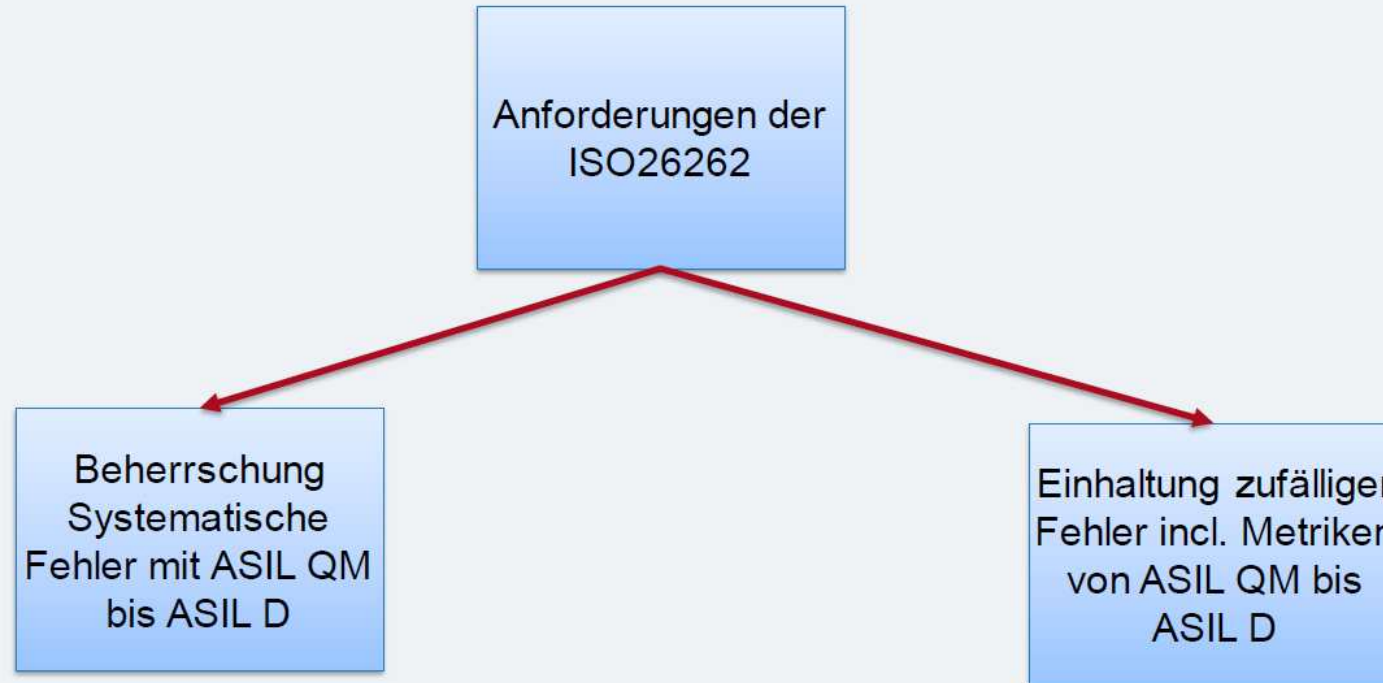 Anforderungen der
ISO26262
Beherrschung
Systematische
Fehler mit ASIL QM
bis ASIL D
Einhaltung zufälliger
Fehler incl. Metriken
von ASIL QM bis
ASIL D